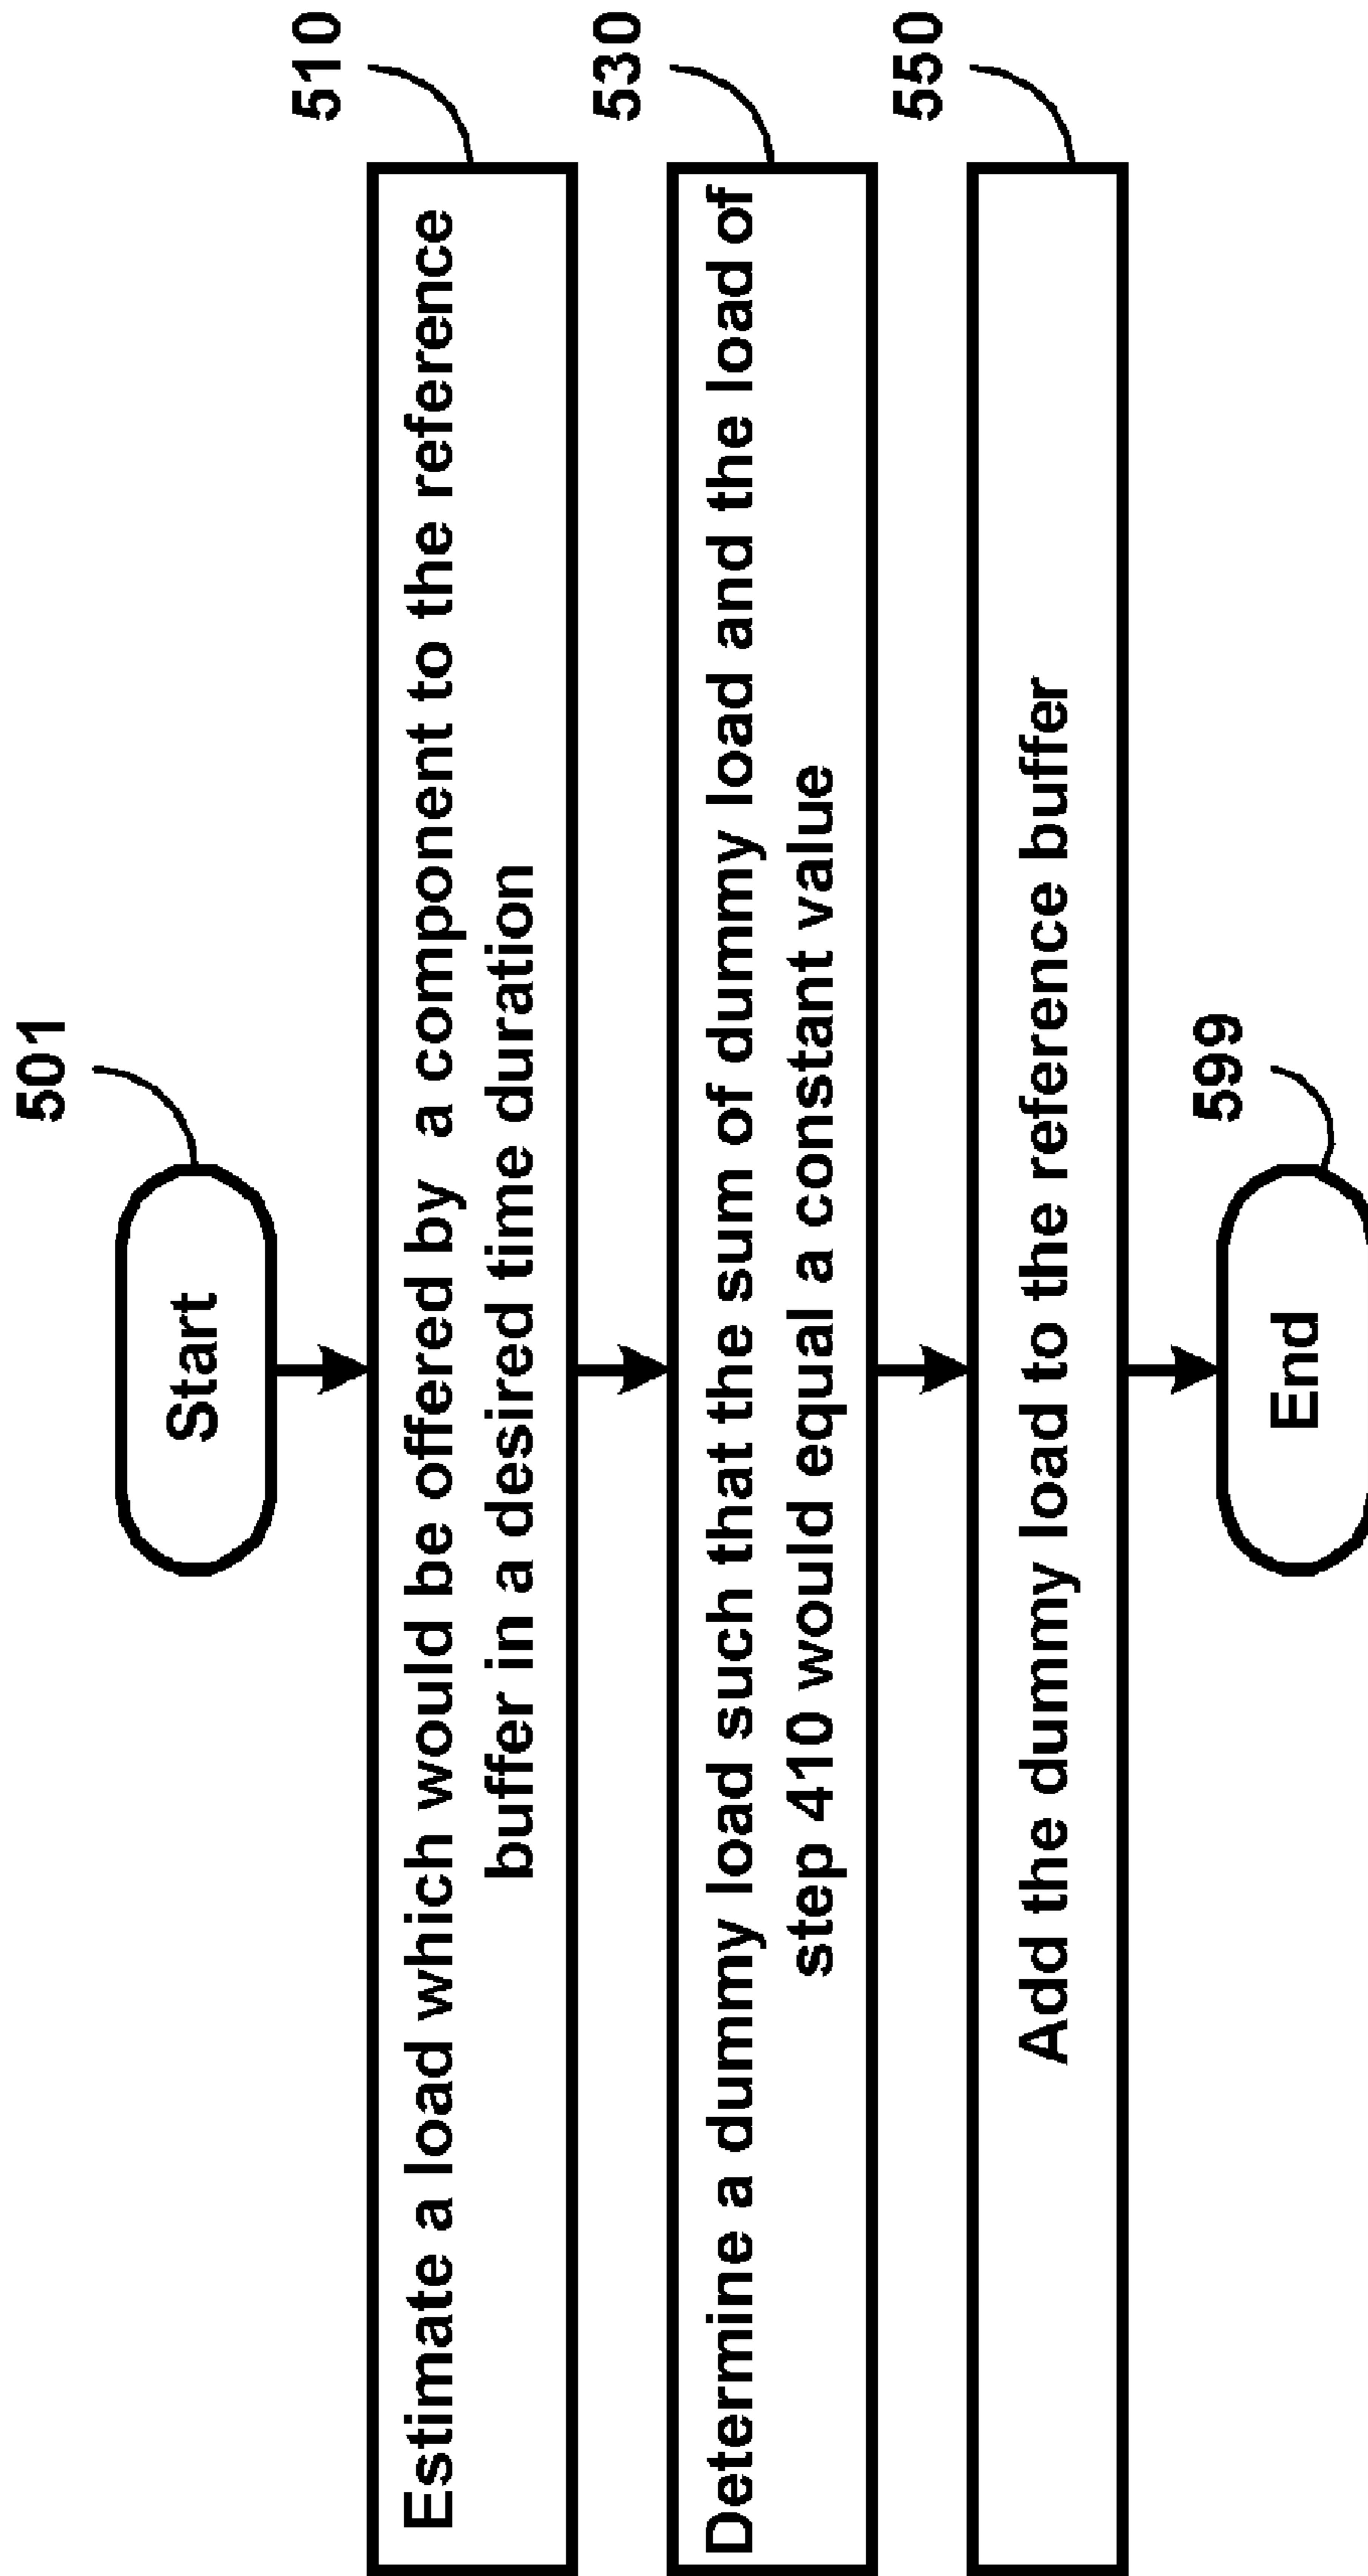 501
Start
510
Estimate a load which would be offered by a component to the reference
buffer in a desired time duration
530
Determine a dummy load such that the sum of dummy load and the load of
step 410 would equal a constant value
550
Add the dummy load to the reference buffer
599
End